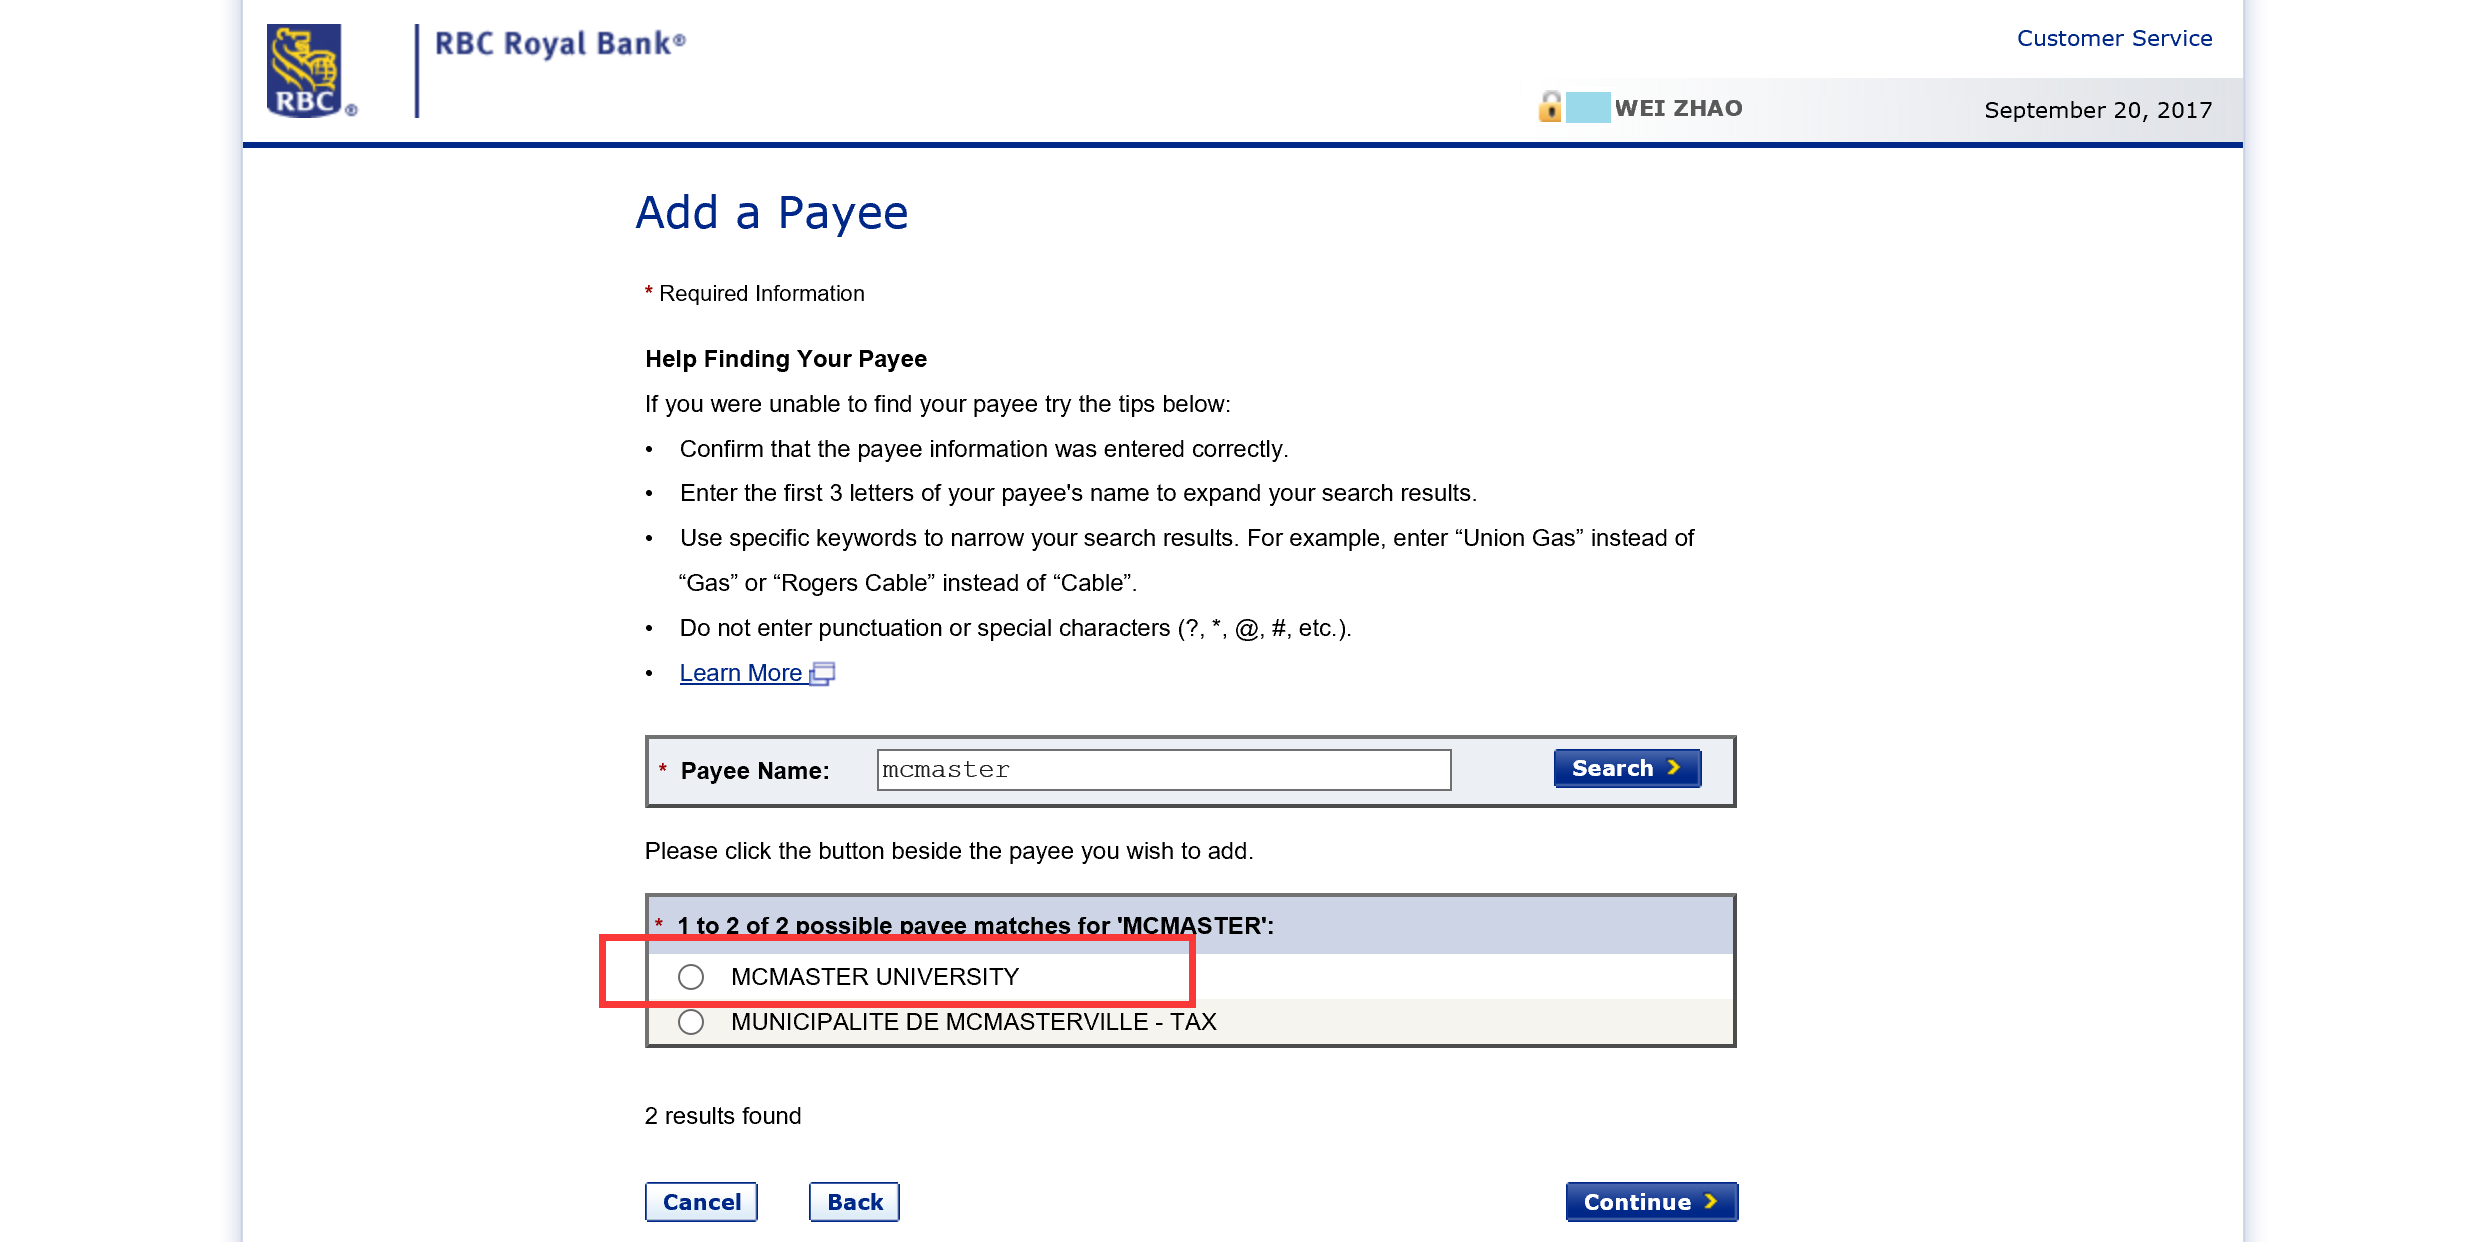 RBC ®
RBC Royal Bank®
Customer Service
WEI ZHAO
September 20, 2017
Add a Payee
* Required Information
Help Finding Your Payee
If you were unable to find your payee try the tips below:
• Confirm that the payee information was entered correctly.
• Enter the first 3 letters of your payee's name to expand your search results.
• Use specific keywords to narrow your search results. For example, enter “Union Gas” instead of
“Gas” or “Rogers Cable” instead of “Cable”.
• Do not enter punctuation or special characters (?, *, @, #, etc.).
• Learn More
* Payee Name: mcmaster Search
Please click the button beside the payee you wish to add.
* 1 to 2 of 2 possible payee matches for 'MCMASTER':
MCMASTER UNIVERSITY
MUNICIPALITE DE MCMASTERVILLE - TAX
2 results found
Cancel Back Continue